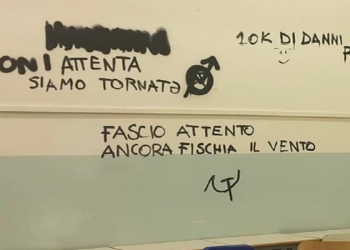 ONI ATTENTA
SIAMO TORNATƏ
10K DI DANNI
FASCIO ATTENTO
ANCORA FISCHIA IL VENTO